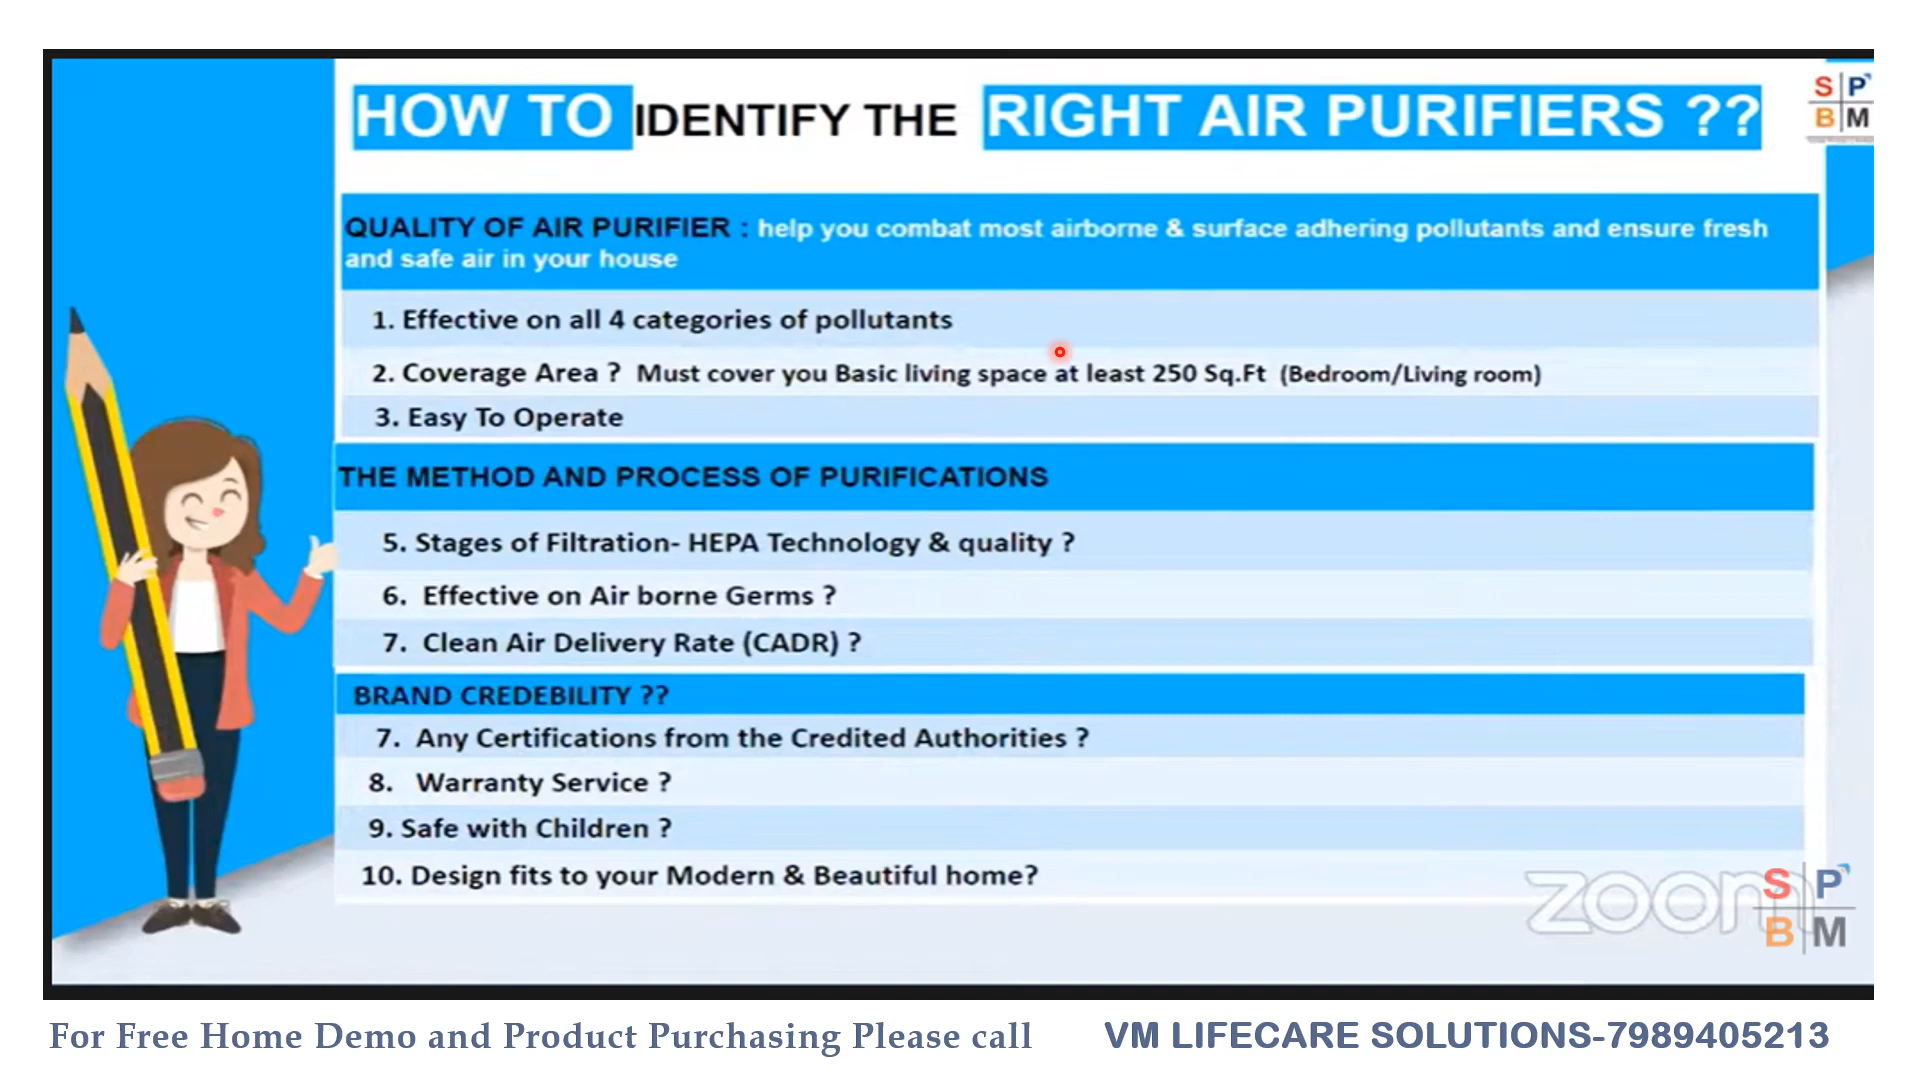 HOW TO IDENTIFY THE RIGHT AIR PURIFIERS ??
S P
B M
QUALITY OF AIR PURIFIER : help you combat most airborne & surface adhering pollutants and ensure fresh
and safe air in your house
1. Effective on all 4 categories of pollutants
2. Coverage Area ? Must cover you Basic living space at least 250 Sq.Ft (Bedroom/Living room)
3. Easy To Operate
THE METHOD AND PROCESS OF PURIFICATIONS
5. Stages of Filtration- HEPA Technology & quality ?
6. Effective on Air borne Germs ?
7. Clean Air Delivery Rate (CADR) ?
BRAND CREDEBILITY ??
7. Any Certifications from the Credited Authorities ?
8. Warranty Service ?
9. Safe with Children ?
10. Design fits to your Modern & Beautiful home?
zoom
S P
B M
For Free Home Demo and Product Purchasing Please call VM LIFECARE SOLUTIONS-7989405213